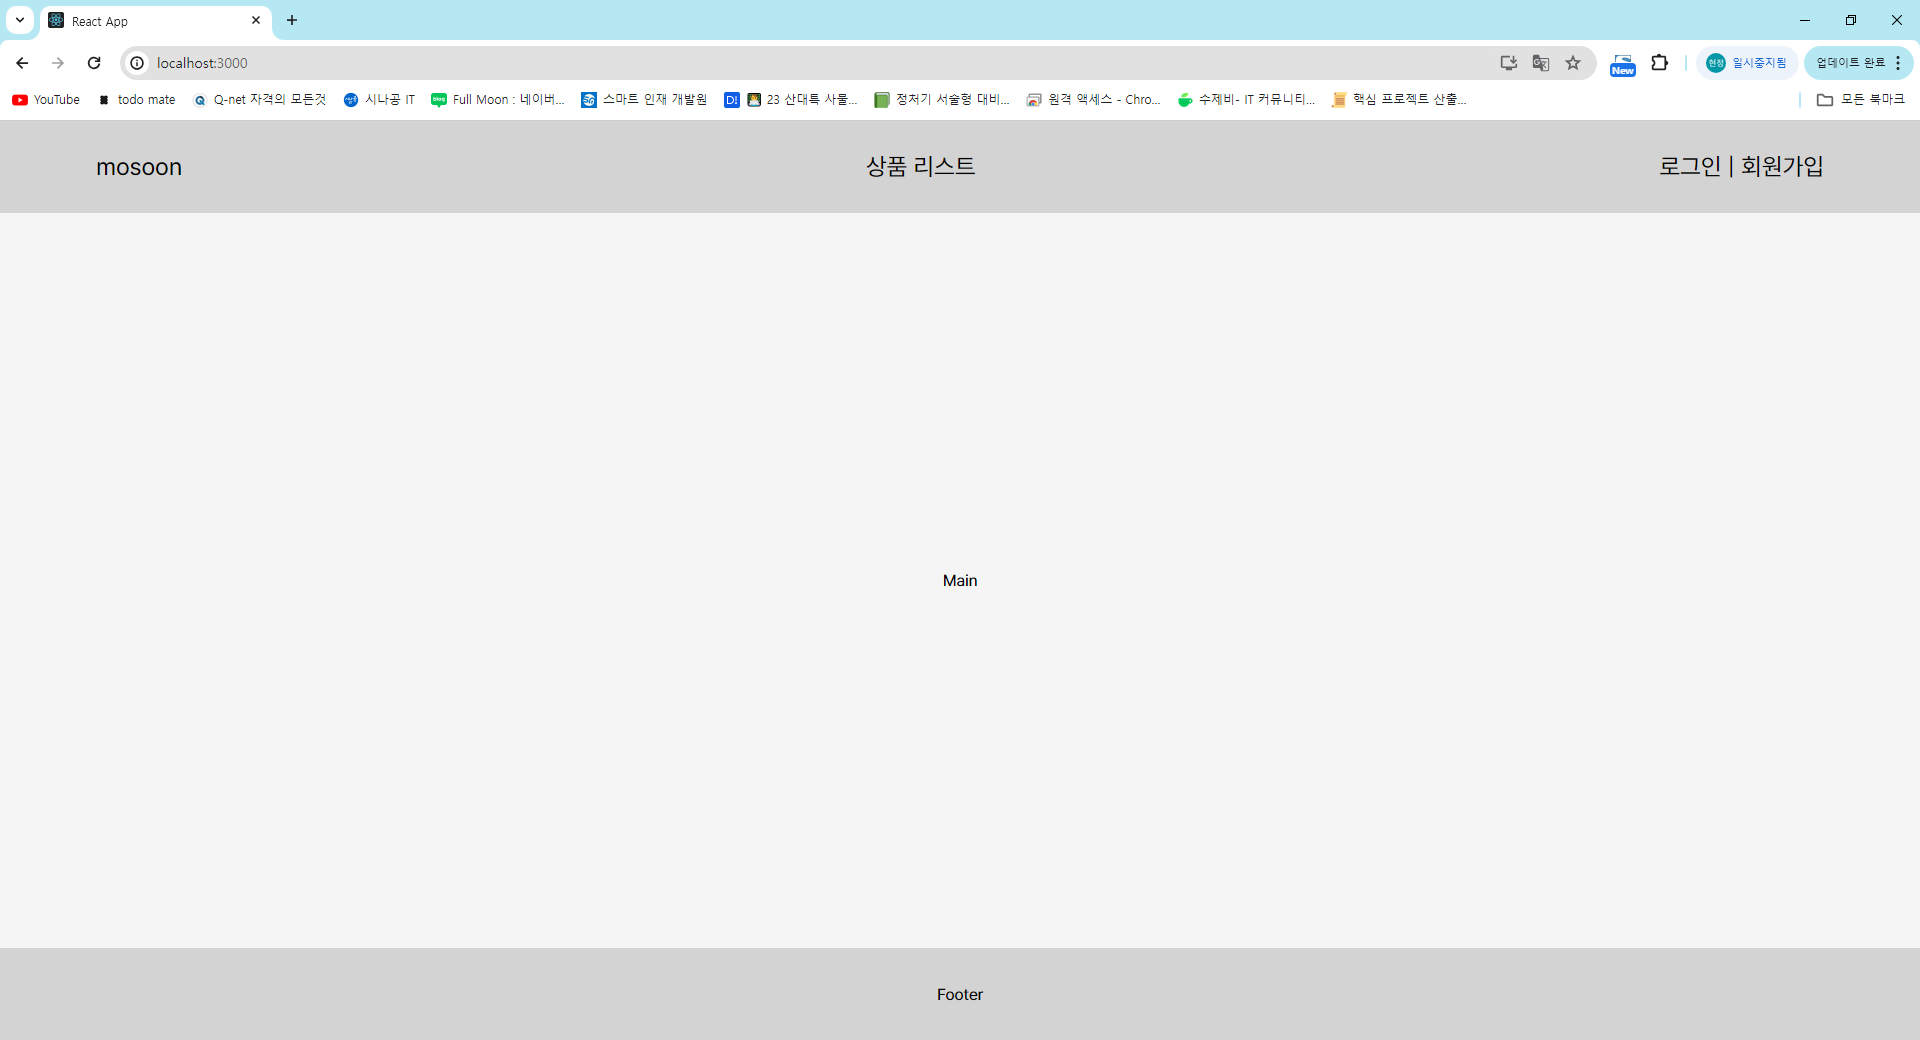 React App
localhost:3000
New
현정 일시중지됨
업데이트 완료
YouTube
todo mate
Q-net 자격의 모든것
시나공 IT
blog Full Moon : 네이버...
스마트 인재 개발원
D! 23 산대특 사물...
정처기 서술형 대비...
원격 액세스 - Chro...
수제비- IT 커뮤니티...
핵심 프로젝트 산출...
모든 북마크
mosoon
상품 리스트
로그인 | 회원가입
Main
Footer